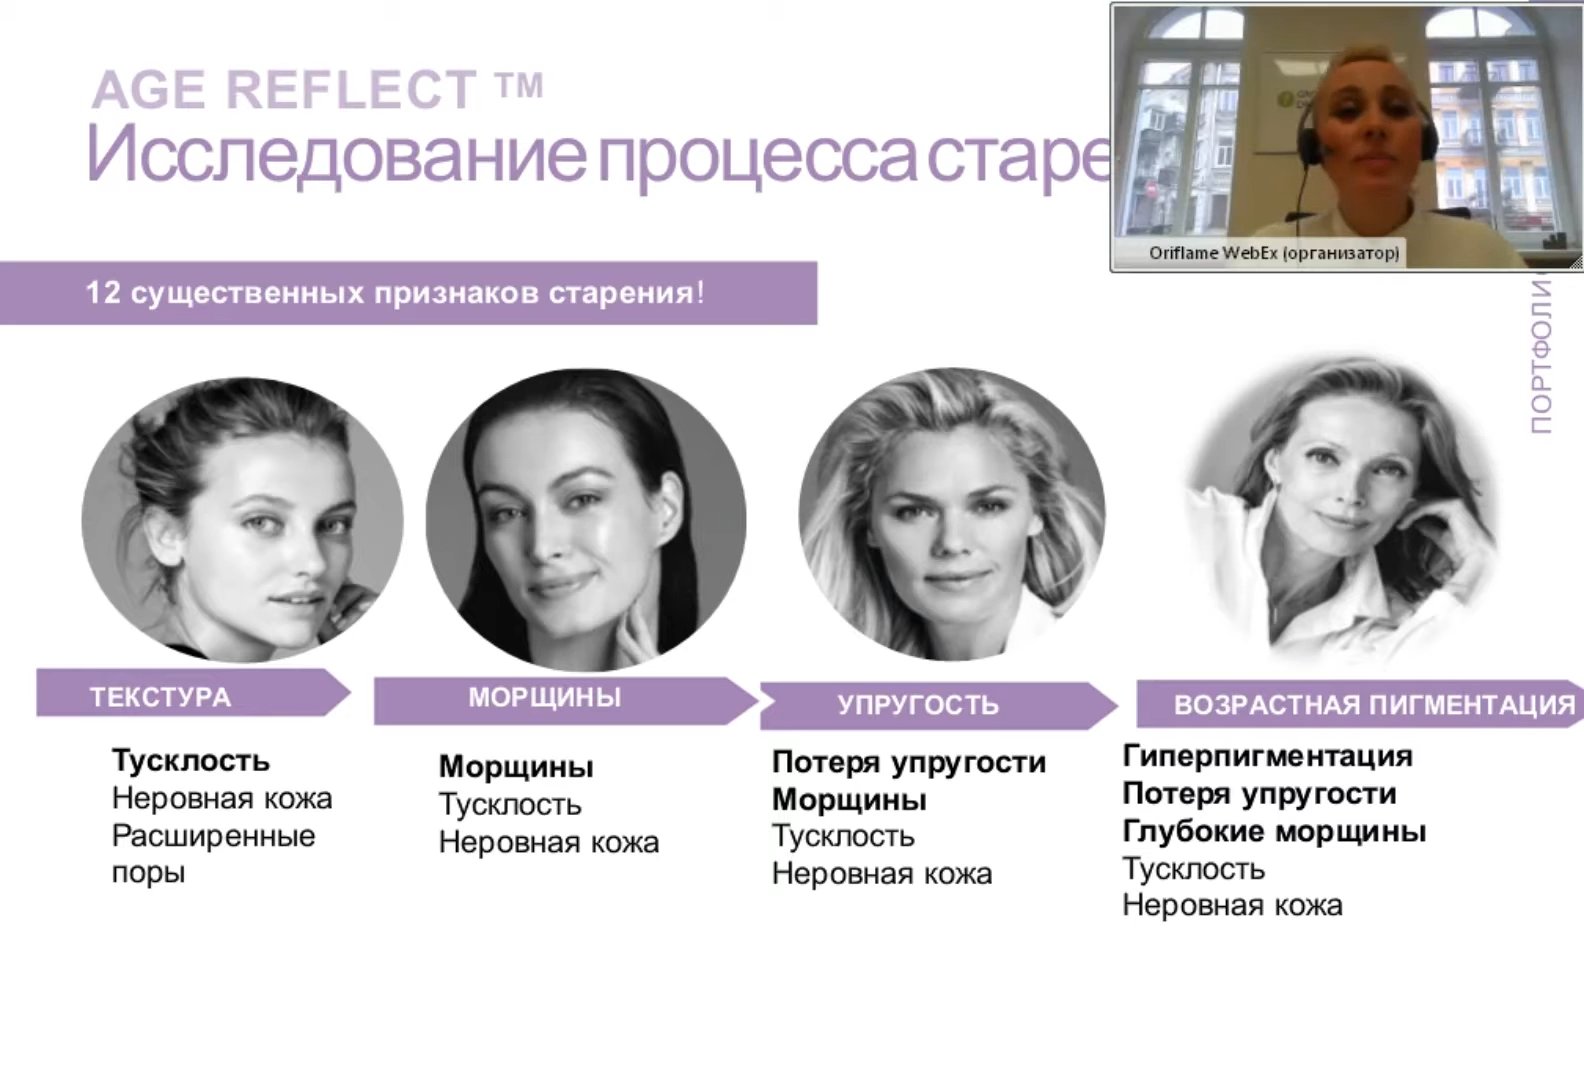 AGE REFLECT ™
Исследование процесса старе
Oriflame WebEx (организатор)
12 существенных признаков старения!
ПОРТФОЛИО
ТЕКСТУРА
Тусклость
Неровная кожа
Расширенные
поры
МОРЩИНЫ
Морщины
Тусклость
Неровная кожа
УПРУГОСТЬ
Потеря упругости
Морщины
Тусклость
Неровная кожа
ВОЗРАСТНАЯ ПИГМЕНТАЦИЯ
Гиперпигментация
Потеря упругости
Глубокие морщины
Тусклость
Неровная кожа